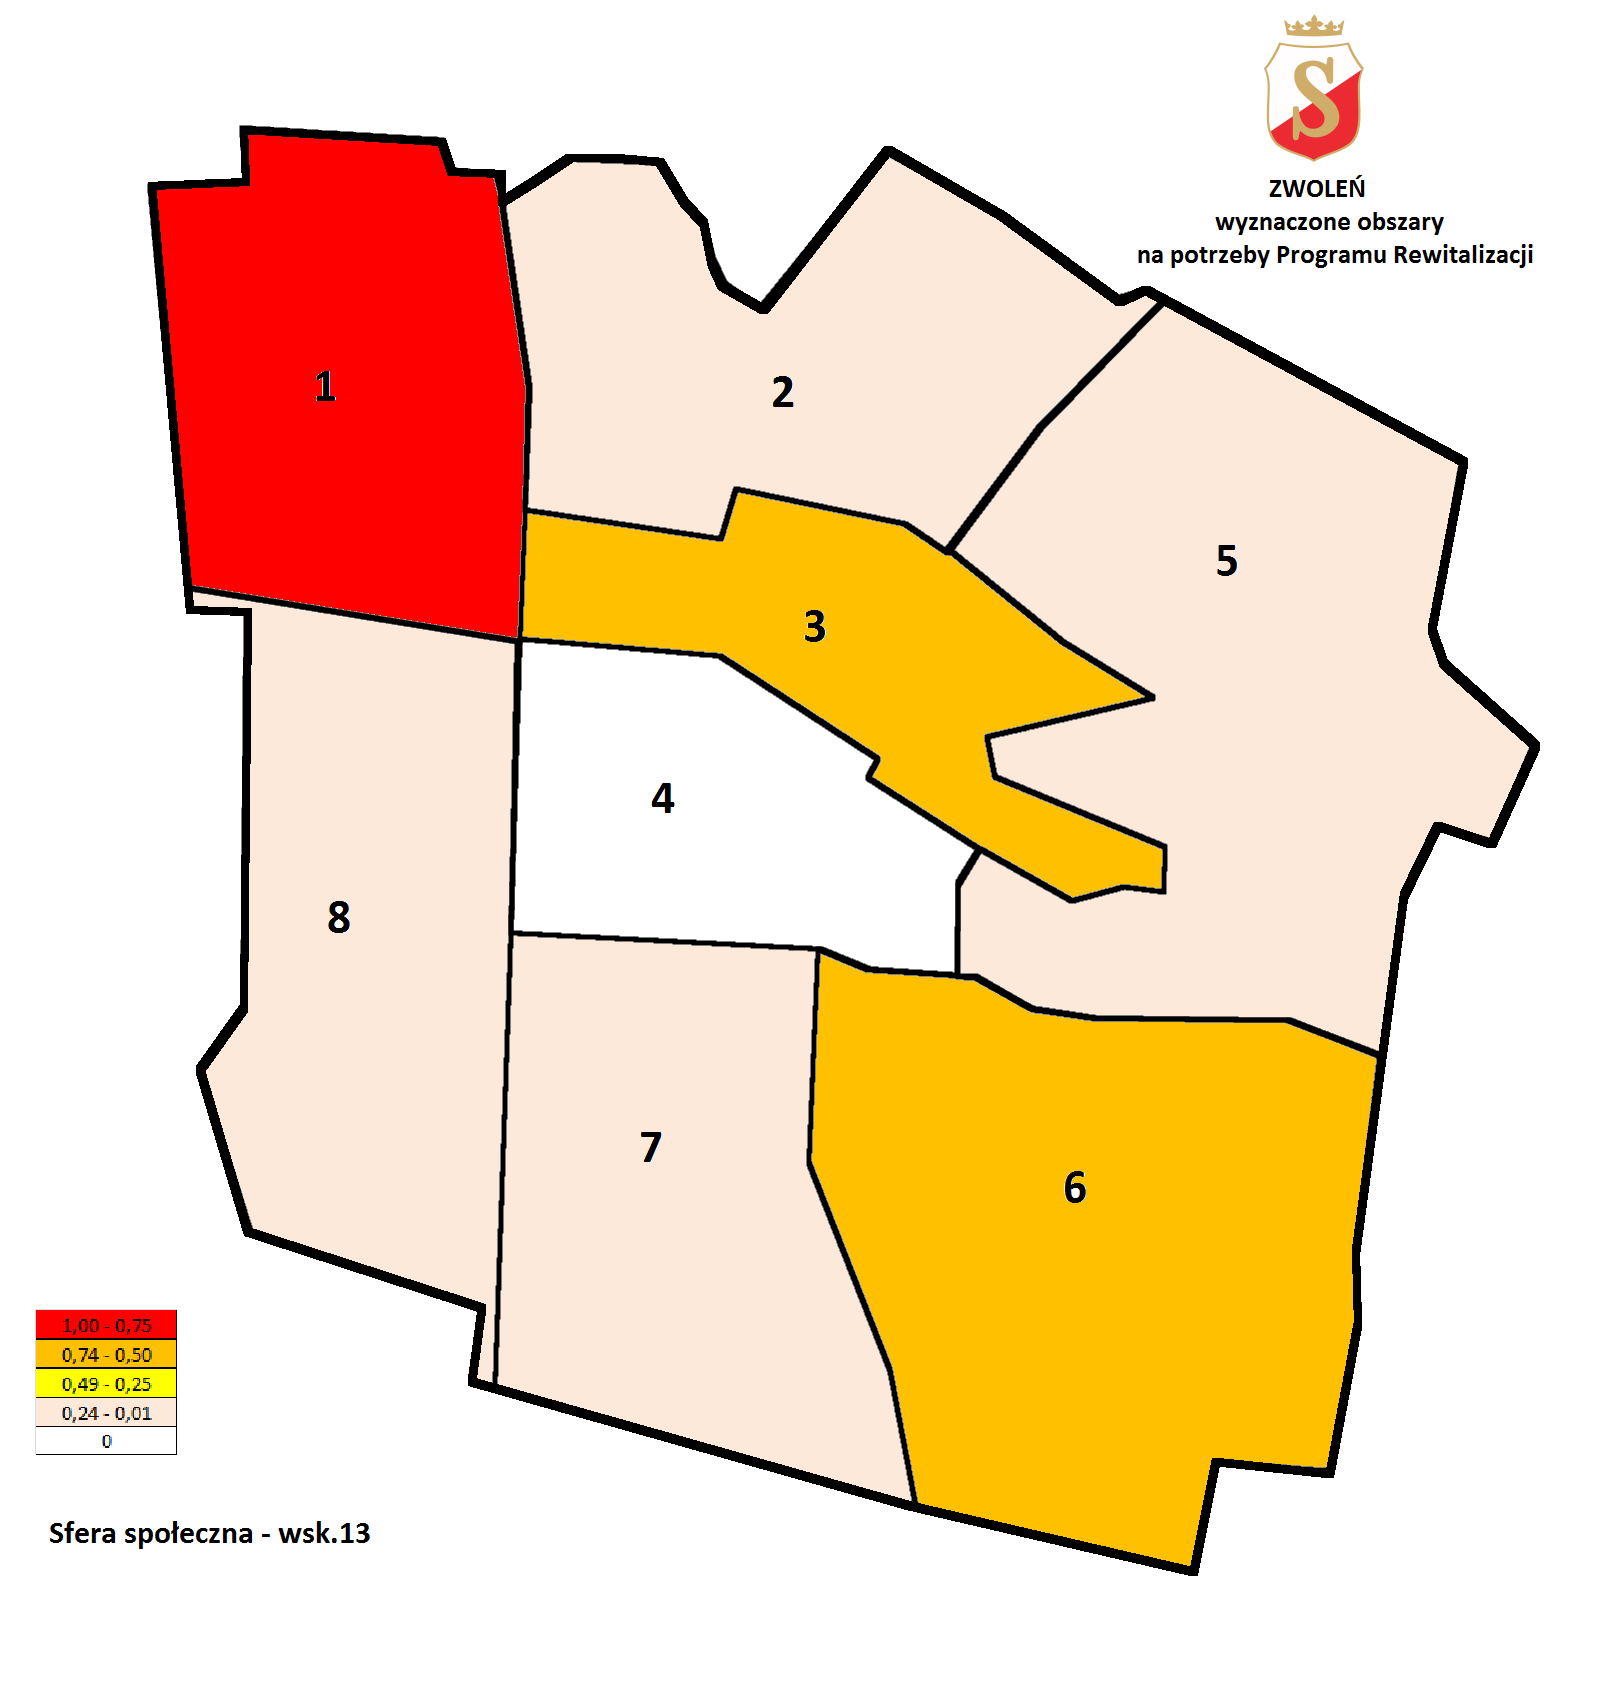 S
ZWOLEŃ
wyznaczone obszary
na potrzeby Programu Rewitalizacji
1
2
5
3
4
8
7
6
1,00 - 0,75
0,74 - 0,50
0,49 - 0,25
0,24 - 0,01
0
Sfera społeczna - wsk.13